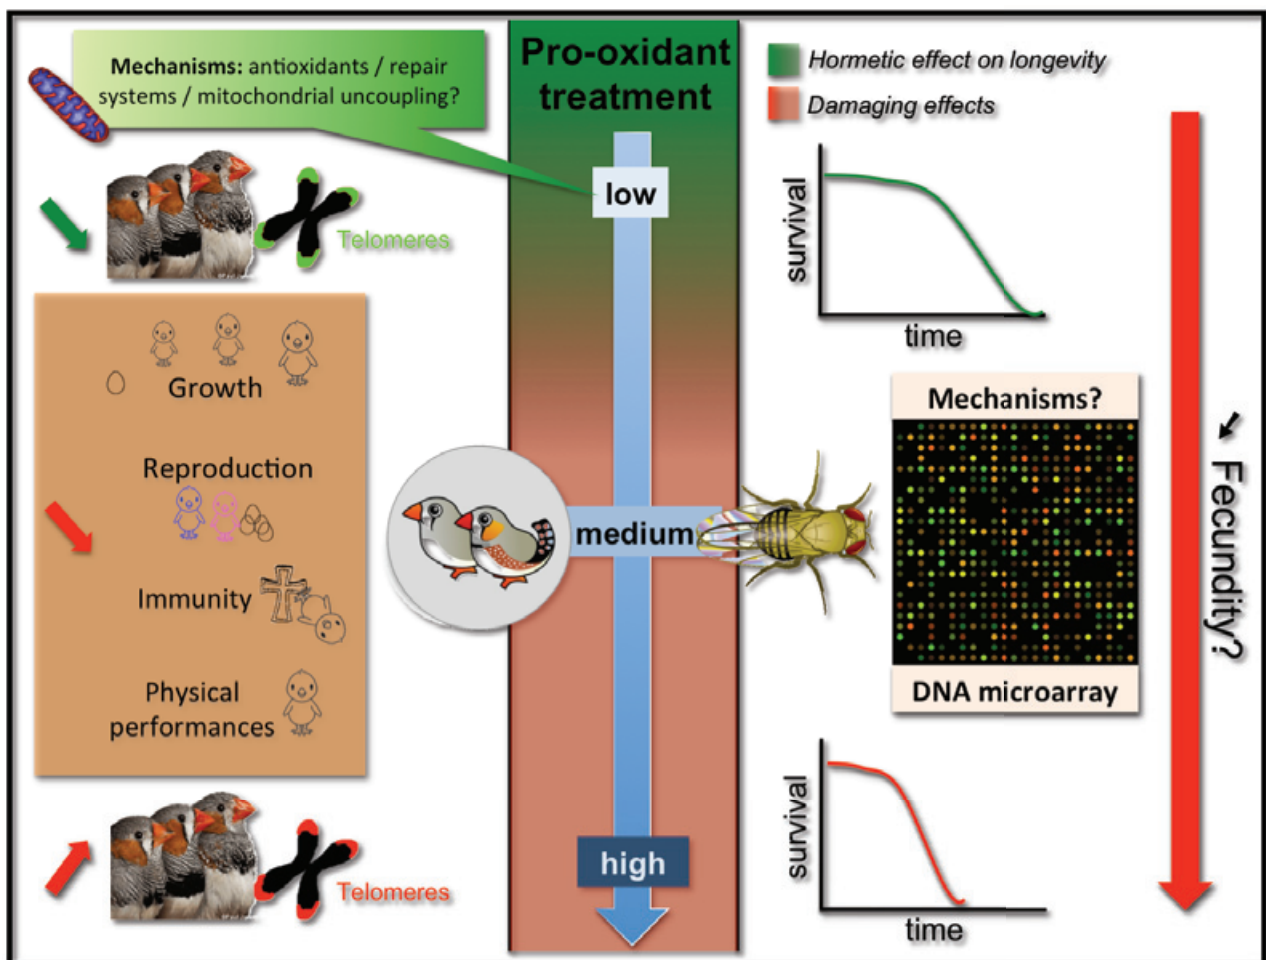 Mechanisms: antioxidants / repair
systems / mitochondrial uncoupling?
Telomeres
Growth
Reproduction
Immunity
Physical
performances
Telomeres
Pro-oxidant
treatment
low
medium
high
Hormetic effect on longevity
Damaging effects
survival
time
Mechanisms?
DNA microarray
survival
time
Fecundity?